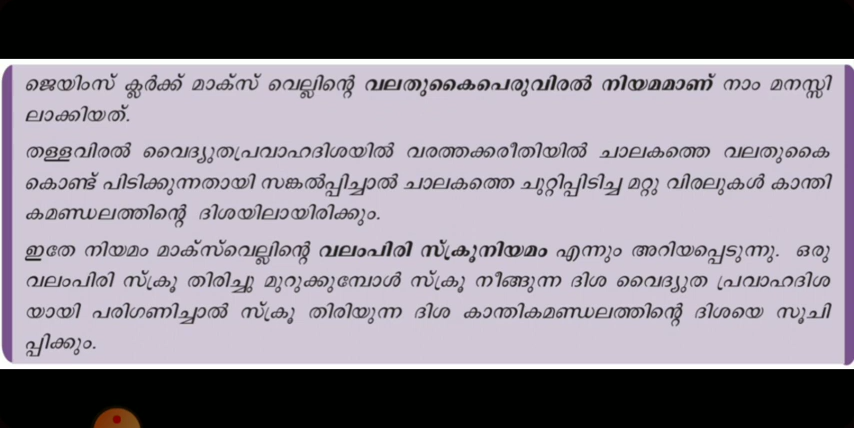 ജെയിംസ് ക്ലർക്ക് മാക്സ് വെല്ലിന്റെ വലതുകൈപെരുവിരൽ നിയമമാണ് നാം മനസ്സി
ലാക്കിയത്.
തള്ളവിരൽ വൈദ്യുതപ്രവാഹദിശയിൽ വരത്തക്കരീതിയിൽ ചാലകത്തെ വലതുകൈ
കൊണ്ട് പിടിക്കുന്നതായി സങ്കൽപ്പിച്ചാൽ ചാലകത്തെ ചുറ്റിപ്പിടിച്ച മറ്റു വിരലുകൾ കാന്തി
കമണ്ഡലത്തിന്റെ ദിശയിലായിരിക്കും.
ഇതേ നിയമം മാക്സ്‌വെല്ലിന്റെ വലംപിരി സ്ക്രൂനിയമം എന്നും അറിയപ്പെടുന്നു. ഒരു
വലംപിരി സ്ക്രൂ തിരിച്ചു മുറുക്കുമ്പോൾ സ്ക്രൂ നീങ്ങുന്ന ദിശ വൈദ്യുത പ്രവാഹദിശ
യായി പരിഗണിച്ചാൽ സ്ക്രൂ തിരിയുന്ന ദിശ കാന്തികമണ്ഡലത്തിന്റെ ദിശയെ സൂചി
പ്പിക്കും.